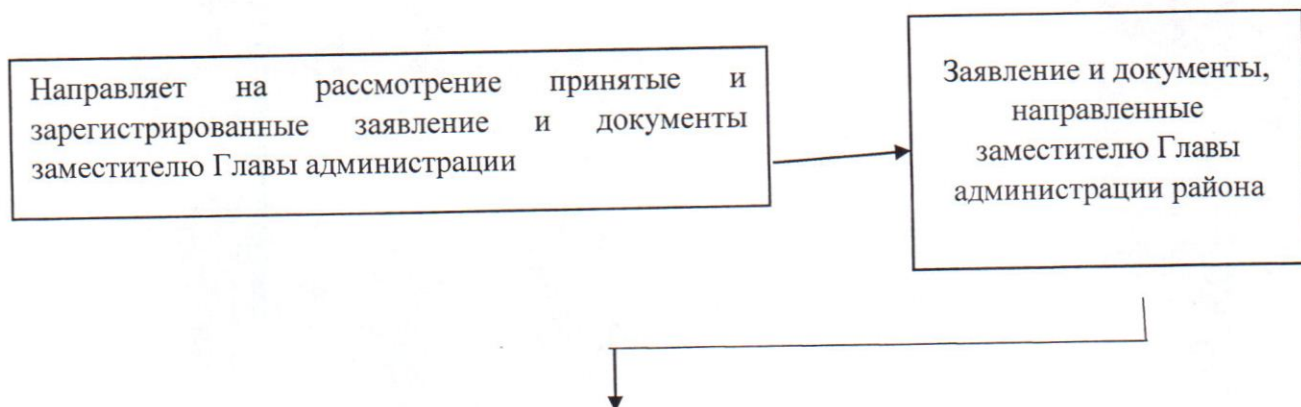 Направляет на рассмотрение принятые и
зарегистрированные заявление и документы
заместителю Главы администрации
Заявление и документы,
направленные
заместителю Главы
администрации района